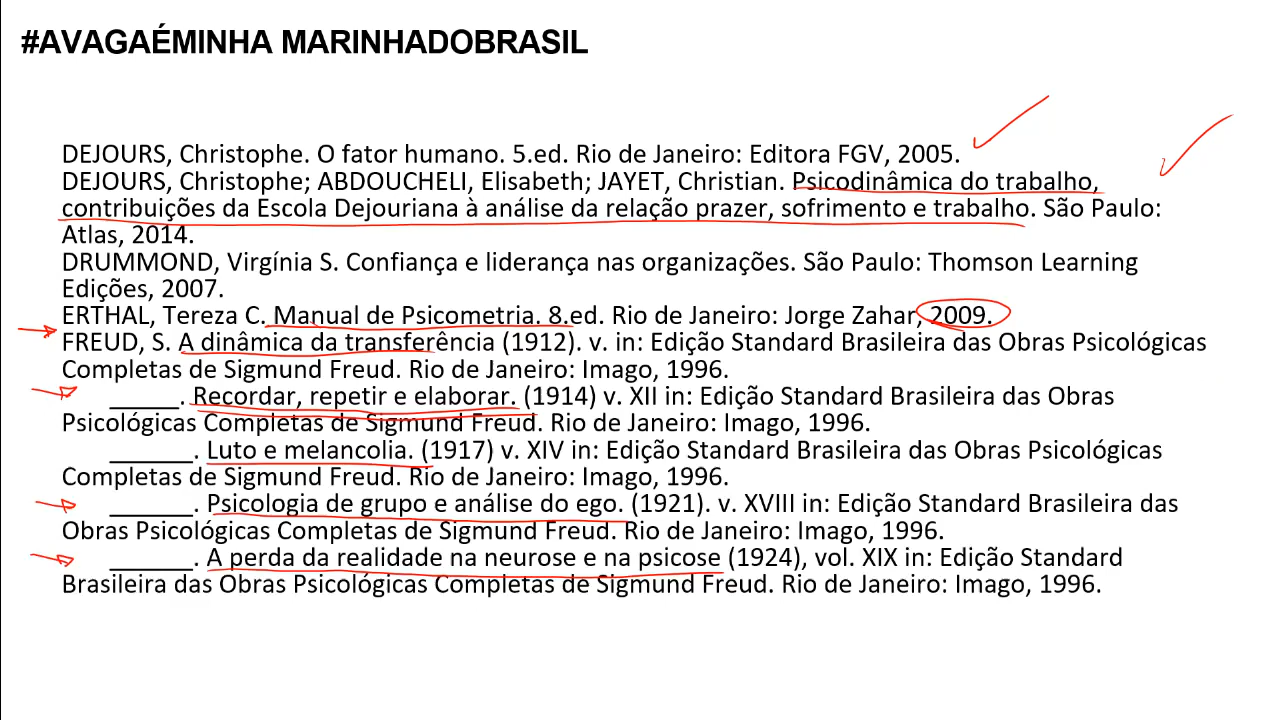 #AVAGAÉMINHA MARINHADOBRASIL
DEJOURS, Christophe. O fator humano. 5.ed. Rio de Janeiro: Editora FGV, 2005.
DEJOURS, Christophe; ABDOUCHELI, Elisabeth; JAYET, Christian. Psicodinâmica do trabalho,
contribuições da Escola Dejouriana à análise da relação prazer, sofrimento e trabalho. São Paulo:
Atlas, 2014.
DRUMMOND, Virgínia S. Confiança e liderança nas organizações. São Paulo: Thomson Learning
Edições, 2007.
ERTHAL, Tereza C. Manual de Psicometria. 8.ed. Rio de Janeiro: Jorge Zahar, 2009.
FREUD, S. A dinâmica da transferência (1912). v. in: Edição Standard Brasileira das Obras Psicológicas
Completas de Sigmund Freud. Rio de Janeiro: Imago, 1996.
_____. Recordar, repetir e elaborar. (1914) v. XII in: Edição Standard Brasileira das Obras
Psicológicas Completas de Sigmund Freud. Rio de Janeiro: Imago, 1996.
______. Luto e melancolia. (1917) v. XIV in: Edição Standard Brasileira das Obras Psicológicas
Completas de Sigmund Freud. Rio de Janeiro: Imago, 1996.
______. Psicologia de grupo e análise do ego. (1921). v. XVIII in: Edição Standard Brasileira das
Obras Psicológicas Completas de Sigmund Freud. Rio de Janeiro: Imago, 1996.
______. A perda da realidade na neurose e na psicose (1924), vol. XIX in: Edição Standard
Brasileira das Obras Psicológicas Completas de Sigmund Freud. Rio de Janeiro: Imago, 1996.